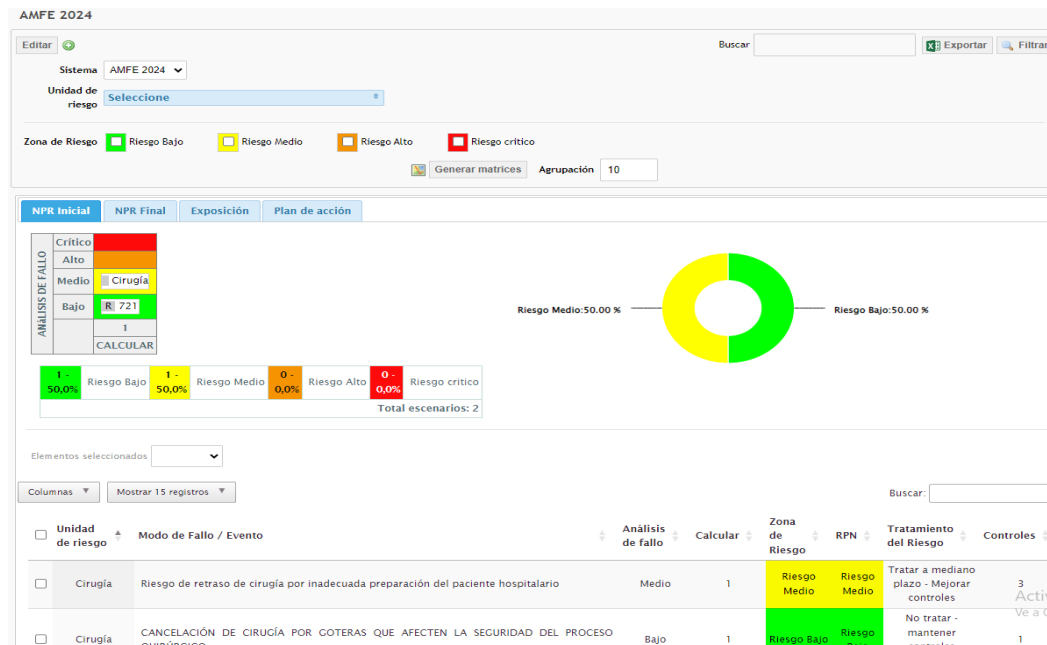 AMFE 2024
Editar
Buscar
Exportar
Filtrar
Sistema
AMFE 2024
Unidad de
riesgo
Seleccione
Zona de Riesgo
Riesgo Bajo
Riesgo Medio
Riesgo Alto
Riesgo critico
Generar matrices
Agrupación
10
NPR Inicial
NPR Final
Exposición
Plan de acción
ANÀLISIS DE FALLO
Crítico
Alto
Medio
Cirugía
Bajo
R 721
1
CALCULAR
Riesgo Medio:50.00 %
Riesgo Bajo:50.00 %
1 -
50,0%
Riesgo Bajo
1 -
50,0%
Riesgo Medio
0 -
0,0%
Riesgo Alto
0 -
0,0%
Riesgo critico
Total escenarios: 2
Elementos seleccionados
Columnas
Mostrar 15 registros
Buscar:
Unidad
de riesgo
Modo de Fallo / Evento
Anàlisis
de fallo
Calcular
Zona
de
Riesgo
RPN
Tratamiento
del Riesgo
Controles
Cirugía
Riesgo de retraso de cirugía por inadecuada preparación del paciente hospitalario
Medio
1
Riesgo
Medio
Riesgo
Medio
Tratar a mediano
plazo - Mejorar
controles
3
Activ
Ve a C
Cirugía
CANCELACIÓN DE CIRUGÍA POR GOTERAS QUE AFECTEN LA SEGURIDAD DEL PROCESO
Bajo
1
Riesgo Bajo
Riesgo
No tratar -
mantener
1